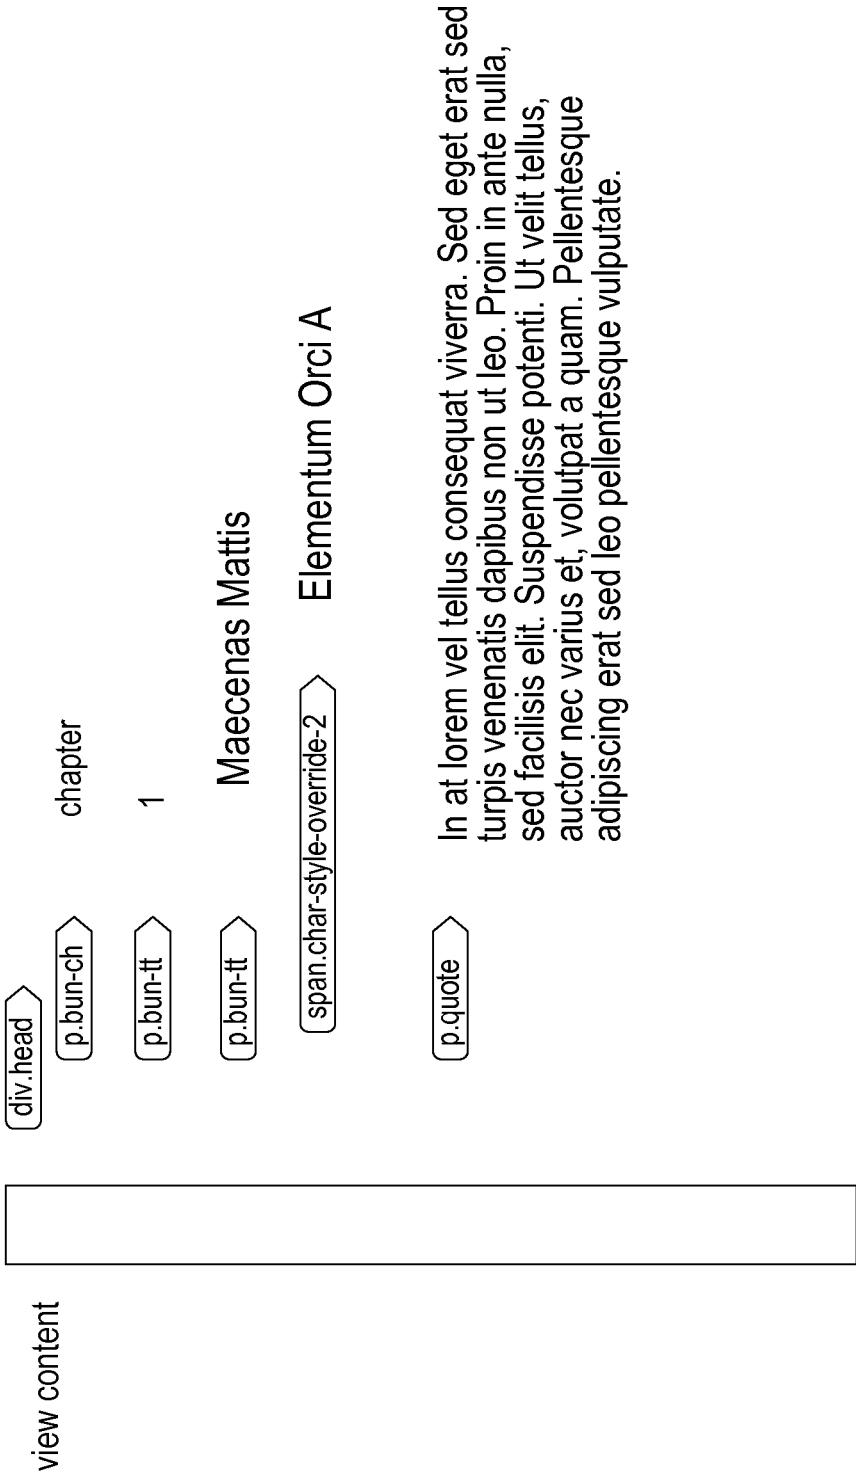 view content
div.head
p.bun-ch
chapter
p.bun-tt
1
p.bun-tt
Maecenas Mattis
span.char-style-override-2
Elementum Orci A
p.quote
In at lorem vel tellus consequat viverra. Sed eget erat sed
turpis venenatis dapibus non ut leo. Proin in ante nulla,
sed facilisis elit. Suspendisse potenti. Ut velit tellus,
auctor nec varius et, volutpat a quam. Pellentesque
adipiscing erat sed leo pellentesque vulputate.